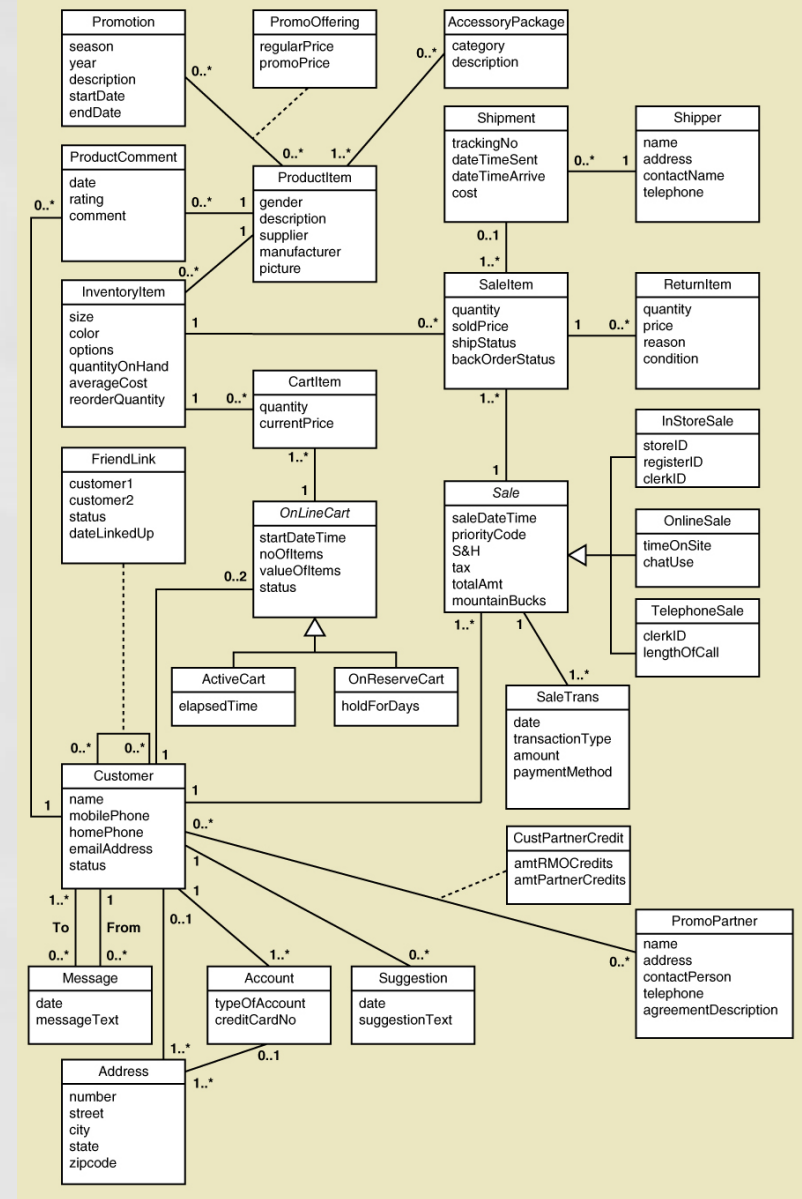 Promotion
season
year
description
startDate
endDate
PromoOffering
regularPrice
promoPrice
AccessoryPackage
category
description
0..*
0..*
0..*
1..*
Shipment
trackingNo
dateTimeSent
dateTimeArrive
cost
Shipper
name
address
contactName
telephone
0..*
1
ProductComment
date
rating
comment
0..*
0..*
1
ProductItem
gender
description
supplier
manufacturer
picture
1
0..*
0..1
1..*
InventoryItem
size
color
options
quantityOnHand
averageCost
reorderQuantity
SaleItem
quantity
soldPrice
shipStatus
backOrderStatus
ReturnItem
quantity
price
reason
condition
1
0..*
1
0..*
1
0..*
CartItem
quantity
currentPrice
1..*
1
1..*
1
FriendLink
customer1
customer2
status
dateLinkedUp
OnLineCart
startDateTime
noOfItems
valueOfItems
status
0..2
Sale
saleDateTime
priorityCode
S&H
tax
totalAmt
mountainBucks
InStoreSale
storeID
registerID
clerkID
OnlineSale
timeOnSite
chatUse
TelephoneSale
clerkID
lengthOfCall
1..*
1
1..*
ActiveCart
elapsedTime
OnReserveCart
holdForDays
SaleTrans
date
transactionType
amount
paymentMethod
0..*
0..*
1
Customer
name
mobilePhone
homePhone
emailAddress
status
1
1
0..*
1
1
CustPartnerCredit
amtRMOCredits
amtPartnerCredits
1..*
1
0..1
To
From
0..*
0..*
1..*
0..*
0..*
PromoPartner
name
address
contactPerson
telephone
agreementDescription
Message
date
messageText
Account
typeOfAccount
creditCardNo
Suggestion
date
suggestionText
1..*
0..1
1..*
Address
number
street
city
state
zipcode